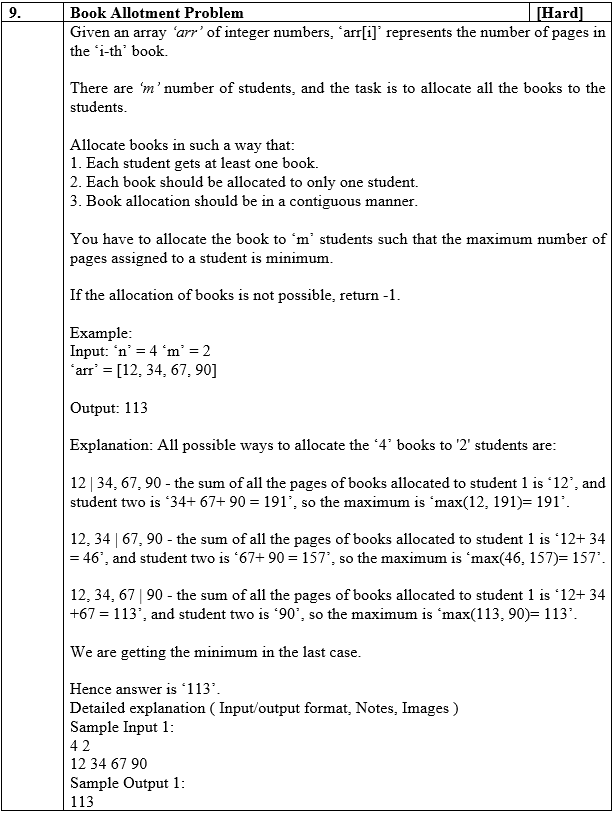 9. Book Allotment Problem [Hard]
Given an array ‘arr’ of integer numbers, ‘arr[i]’ represents the number of pages in
the ‘i-th’ book.
There are ‘m’ number of students, and the task is to allocate all the books to the
students.
Allocate books in such a way that:
1. Each student gets at least one book.
2. Each book should be allocated to only one student.
3. Book allocation should be in a contiguous manner.
You have to allocate the book to ‘m’ students such that the maximum number of
pages assigned to a student is minimum.
If the allocation of books is not possible, return -1.
Example:
Input: ‘n’ = 4 ‘m’ = 2
‘arr’ = [12, 34, 67, 90]
Output: 113
Explanation: All possible ways to allocate the ‘4’ books to '2' students are:
12 | 34, 67, 90 - the sum of all the pages of books allocated to student 1 is ‘12’, and
student two is ‘34+ 67+ 90 = 191’, so the maximum is ‘max(12, 191)= 191’.
12, 34 | 67, 90 - the sum of all the pages of books allocated to student 1 is ‘12+ 34
= 46’, and student two is ‘67+ 90 = 157’, so the maximum is ‘max(46, 157)= 157’.
12, 34, 67 | 90 - the sum of all the pages of books allocated to student 1 is ‘12+ 34
+67 = 113’, and student two is ‘90’, so the maximum is ‘max(113, 90)= 113’.
We are getting the minimum in the last case.
Hence answer is ‘113’.
Detailed explanation ( Input/output format, Notes, Images )
Sample Input 1:
4 2
12 34 67 90
Sample Output 1:
113